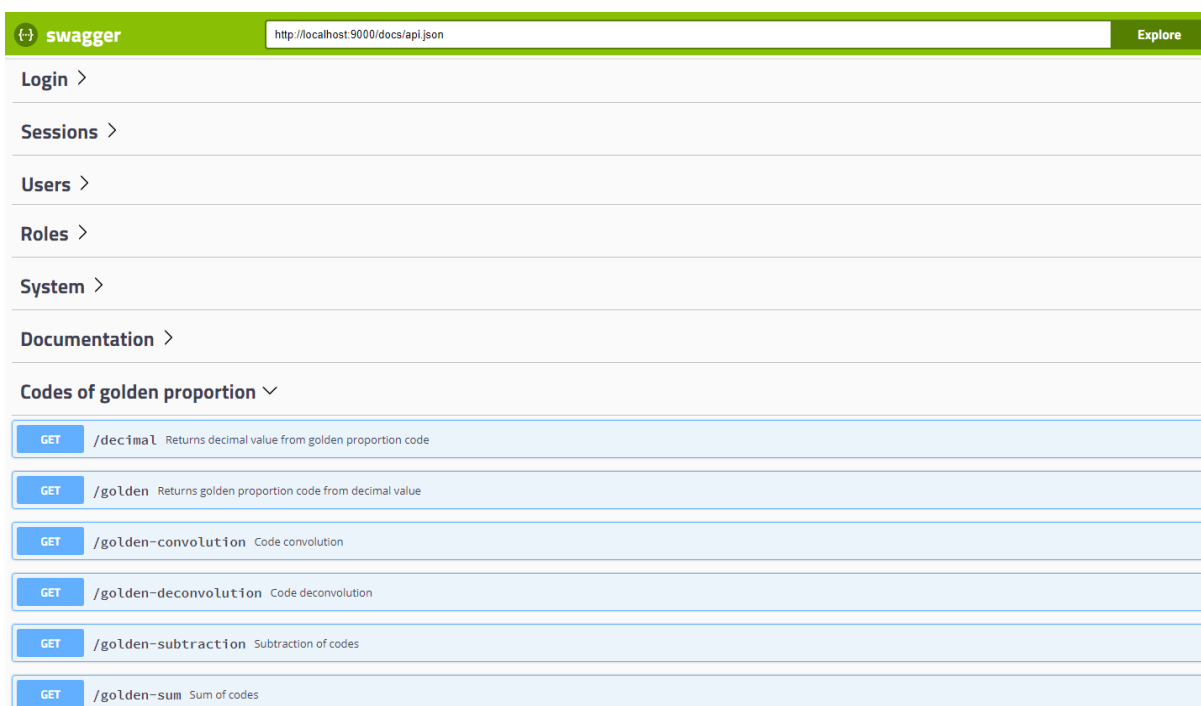 {··} swagger http://localhost:9000/docs/api.json Explore
Login
Sessions
Users
Roles
System
Documentation
Codes of golden proportion
GET /decimal Returns decimal value from golden proportion code
GET /golden Returns golden proportion code from decimal value
GET /golden-convolution Code convolution
GET /golden-deconvolution Code deconvolution
GET /golden-subtraction Subtraction of codes
GET /golden-sum Sum of codes